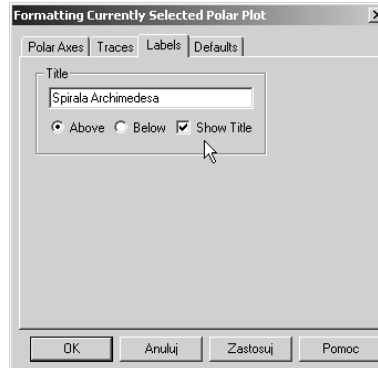 Formatting Currently Selected Polar Plot
Polar Axes Traces Labels Defaults
Title
Spirala Archimedesa
Above Below Show Title
OK Anuluj Zastosuj Pomoc